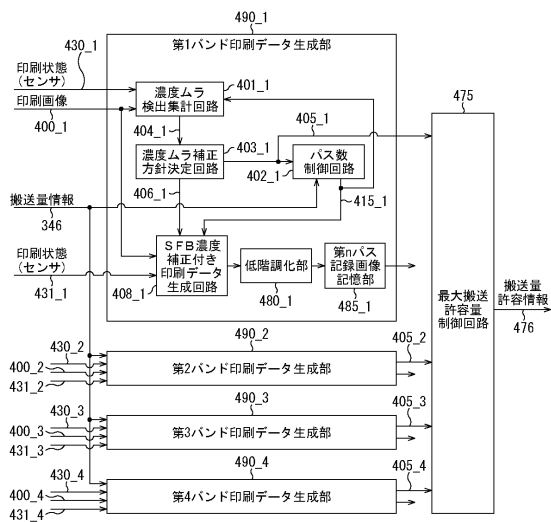 490_1
430_1
第1バンド印刷データ生成部
印刷状態
(センサ)
印刷画像
400_1
濃度ムラ
検出集計回路
401_1
475
404_1
405_1
濃度ムラ補正
方針決定回路
403_1
パス数
制御回路
402_1
406_1
415_1
搬送量情報
346
印刷状態
(センサ)
431_1
SFB濃度
補正付き
印刷データ
生成回路
408_1
低階調化部
480_1
第nパス
記録画像
記憶部
485_1
最大搬送
許容量
制御回路
搬送量
許容情報
476
490_2
430_2
400_2
431_2
第2バンド印刷データ生成部
405_2
490_3
430_3
400_3
431_3
第3バンド印刷データ生成部
405_3
490_4
430_4
400_4
431_4
第4バンド印刷データ生成部
405_4